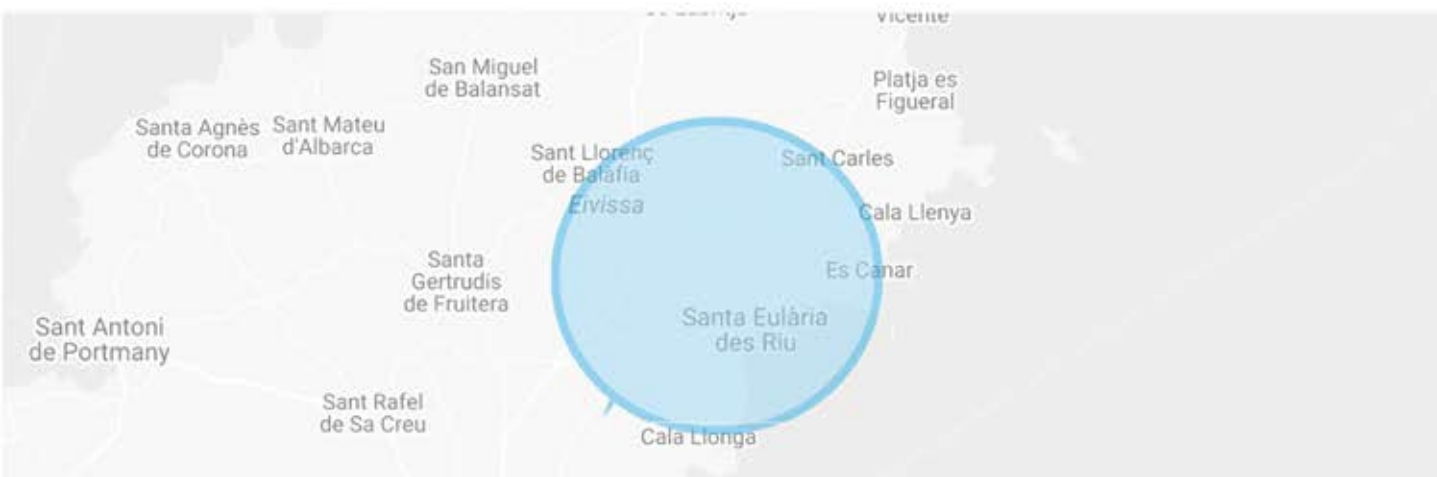 Vicente
San Miguel
de Balansat
Platja es
Figueral
Santa Agnès
de Corona
Sant Mateu
d'Albarca
Sant Llorenç
de Balàfia
Sant Carles
Eivissa
Cala Llenya
Santa
Gertrudis
de Fruitera
Es Canar
Santa Eulària
des Riu
Sant Antoni
de Portmany
Sant Rafel
de Sa Creu
Cala Llonga